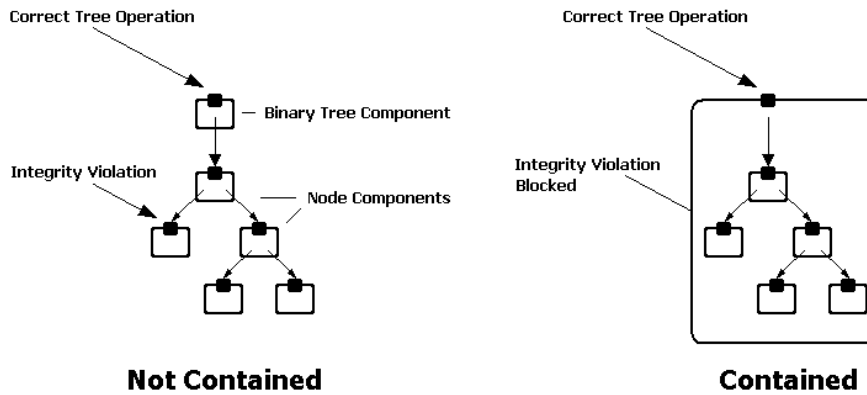 Correct Tree Operation
Binary Tree Component
Integrity Violation
Node Components
Not Contained
Correct Tree Operation
Integrity Violation
Blocked
Contained